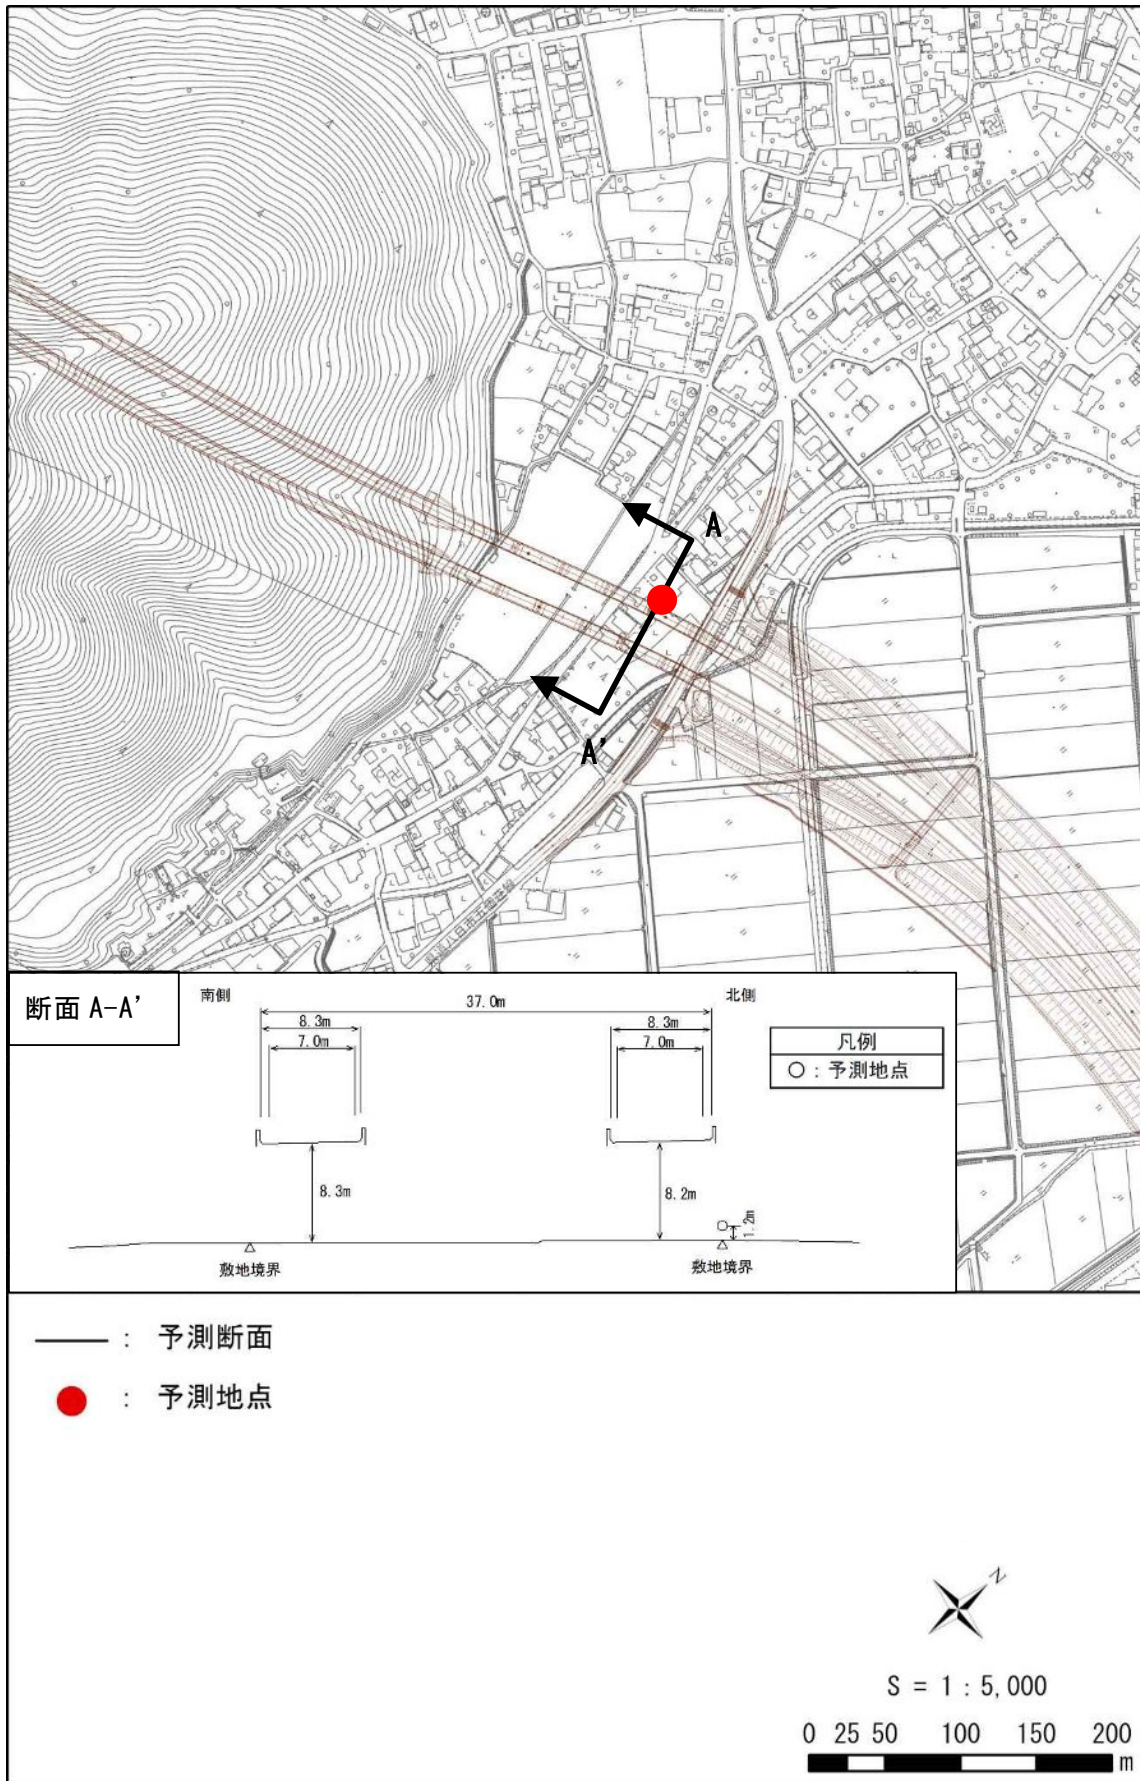 A
A'
断面 A-A'
南側
37.0m
北側
8.3m
8.3m
7.0m
7.0m
凡例
○ : 予測地点
8.3m
8.2m
1.2m
敷地境界
敷地境界
: 予測断面
: 予測地点
N
S = 1 : 5,000
0 25 50 100 150 200
m